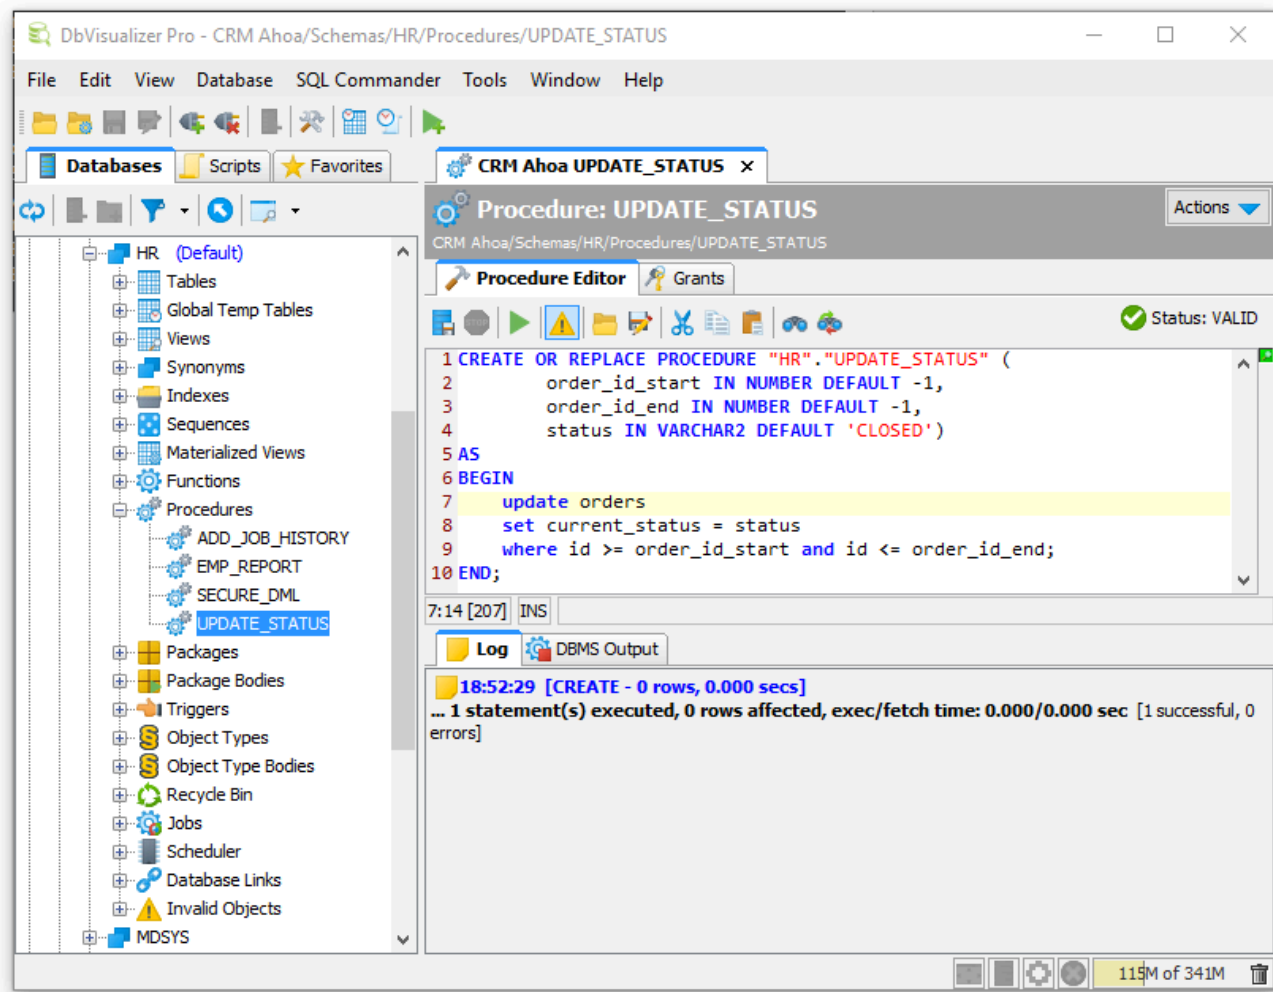 DbVisualizer Pro - CRM Ahoa/Schemas/HR/Procedures/UPDATE_STATUS
File Edit View Database SQL Commander Tools Window Help
Databases Scripts Favorites
HR (Default)
Tables
Global Temp Tables
Views
Synonyms
Indexes
Sequences
Materialized Views
Functions
Procedures
ADD_JOB_HISTORY
EMP_REPORT
SECURE_DML
UPDATE_STATUS
Packages
Package Bodies
Triggers
Object Types
Object Type Bodies
Recycle Bin
Jobs
Scheduler
Database Links
Invalid Objects
MDSYS
CRM Ahoa UPDATE_STATUS
Procedure: UPDATE_STATUS
Actions
CRM Ahoa/Schemas/HR/Procedures/UPDATE_STATUS
Procedure Editor Grants
STOP
Status: VALID
1 CREATE OR REPLACE PROCEDURE "HR"."UPDATE_STATUS" (
2 order_id_start IN NUMBER DEFAULT -1,
3 order_id_end IN NUMBER DEFAULT -1,
4 status IN VARCHAR2 DEFAULT 'CLOSED')
5 AS
6 BEGIN
7 update orders
8 set current_status = status
9 where id >= order_id_start and id <= order_id_end;
10 END;
7:14 [207] INS
Log DBMS Output
18:52:29 [CREATE - 0 rows, 0.000 secs]
... 1 statement(s) executed, 0 rows affected, exec/fetch time: 0.000/0.000 sec [1 successful, 0
errors]
115M of 341M